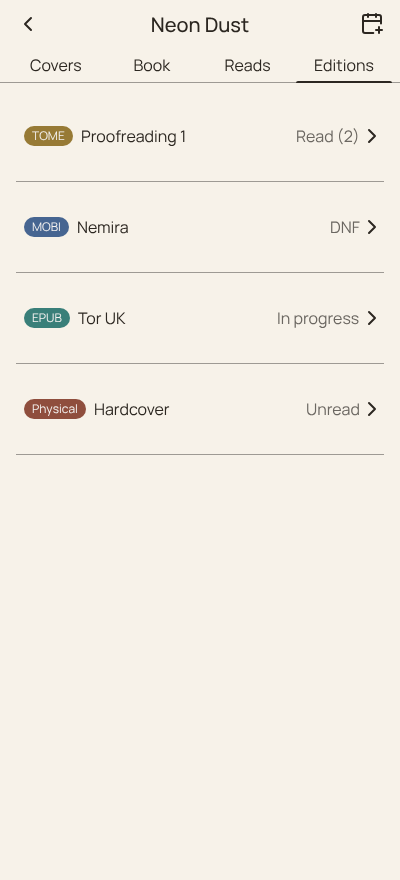 Neon Dust
Covers Book Reads Editions
TOME Proofreading 1 Read (2)
MOBI Nemira DNF
EPUB Tor UK In progress
Physical Hardcover Unread